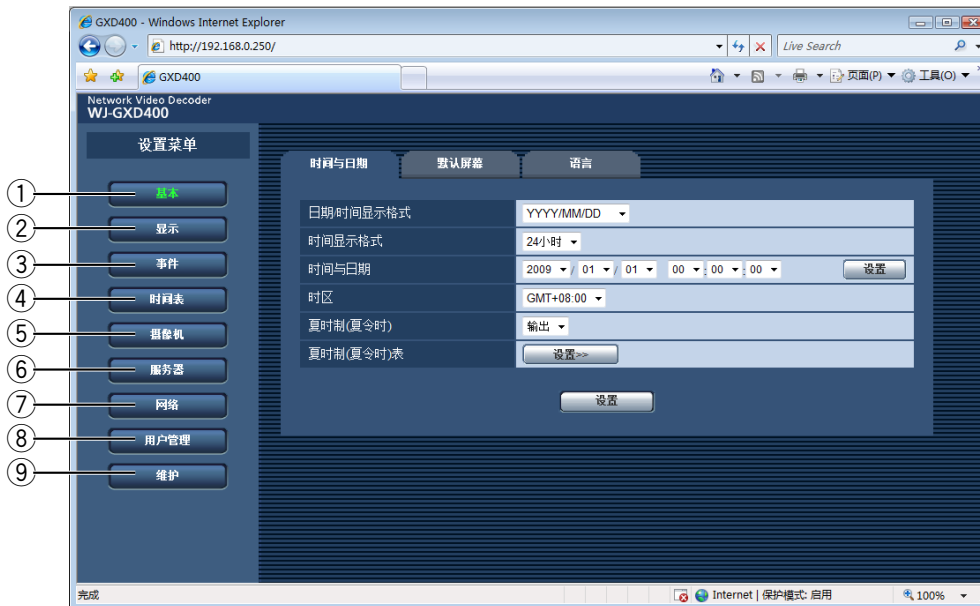 GXD400 - Windows Internet Explorer
http://192.168.0.250/
Live Search
GXD400
页面(P)
工具(O)
Network Video Decoder
WJ-GXD400
设置菜单
① 基本
② 显示
③ 事件
④ 时间表
⑤ 摄像机
⑥ 服务器
⑦ 网络
⑧ 用户管理
⑨ 维护
时间与日期 默认屏幕 语言
日期/时间显示格式 YYYY/MM/DD
时间显示格式 24小时
时间与日期 2009 / 01 / 01 00 : 00 : 00 设置
时区 GMT+08:00
夏时制(夏令时) 输出
夏时制(夏令时)表 设置>>
设置
完成
Internet | 保护模式: 启用
100%